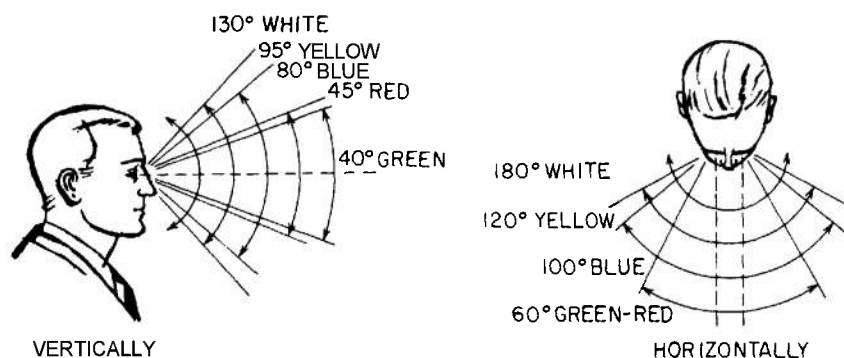 130° WHITE
95° YELLOW
80° BLUE
45° RED
40° GREEN
VERTICALLY
180° WHITE
120° YELLOW
100° BLUE
60° GREEN-RED
HORIZONTALLY